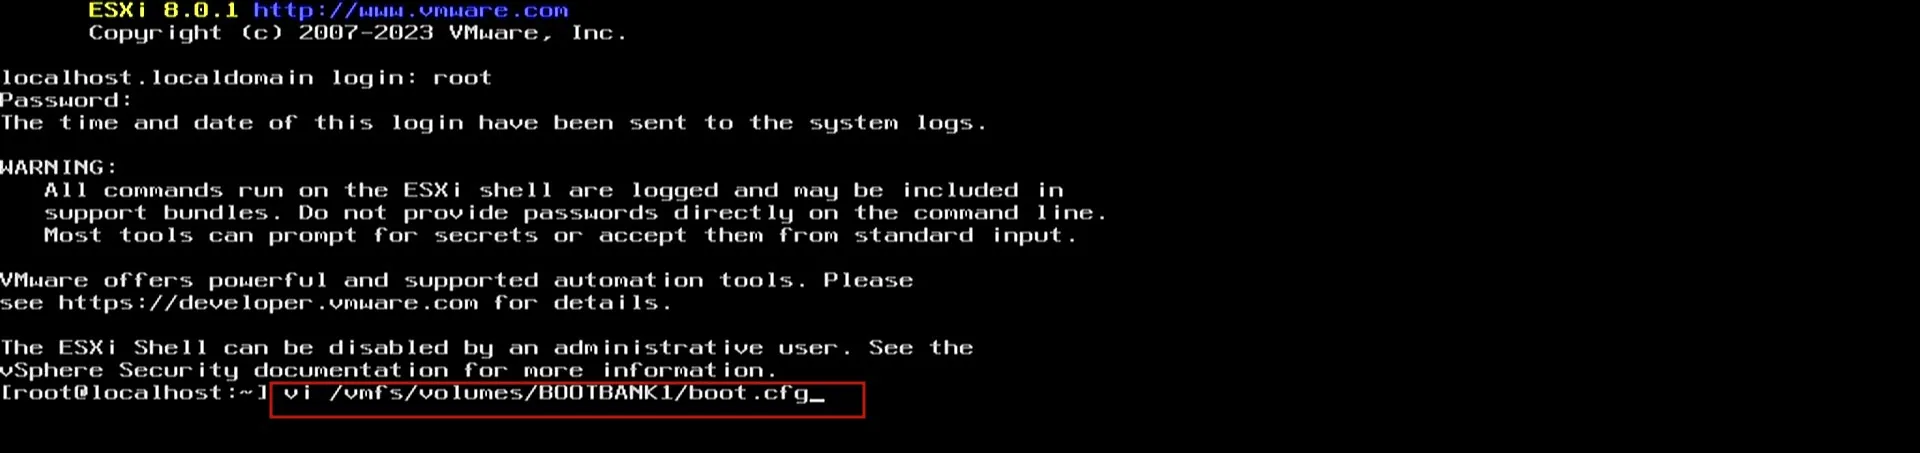 ESXi 8.0.1 http://www.vmware.com
Copyright (c) 2007-2023 VMware, Inc.
localhost.localdomain login: root
Password:
The time and date of this login have been sent to the system logs.
WARNING:
All commands run on the ESXi shell are logged and may be included in
support bundles. Do not provide passwords directly on the command line.
Most tools can prompt for secrets or accept them from standard input.
VMware offers powerful and supported automation tools. Please
see https://developer.vmware.com for details.
The ESXi Shell can be disabled by an administrative user. See the
vSphere Security documentation for more information.
[root@localhost:~] vi /vmfs/volumes/BOOTBANK1/boot.cfg_